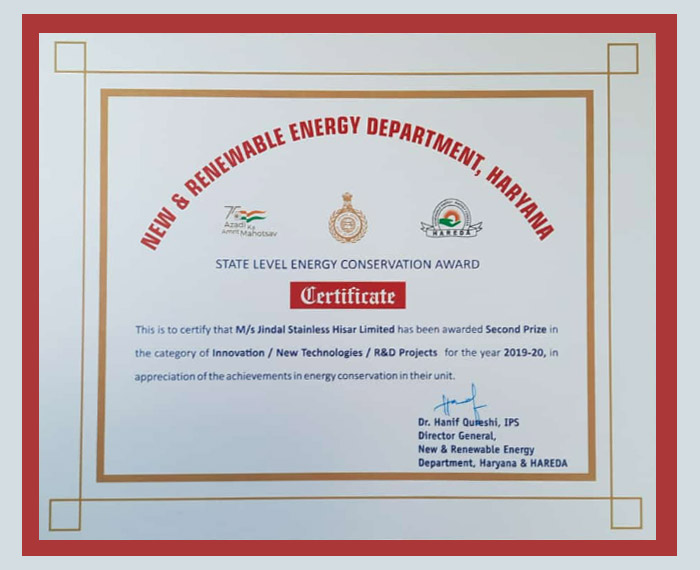 NEW & RENEWABLE ENERGY DEPARTMENT, HARYANA
75
Azadi Ka
Amrit Mahotsav
HAREDA
STATE LEVEL ENERGY CONSERVATION AWARD
Certificate
This is to certify that M/s Jindal Stainless Hisar Limited has been awarded Second Prize in
the category of Innovation / New Technologies / R&D Projects for the year 2019-20, in
appreciation of the achievements in energy conservation in their unit.
Dr. Hanif Qureshi, IPS
Director General,
New & Renewable Energy
Department, Haryana & HAREDA